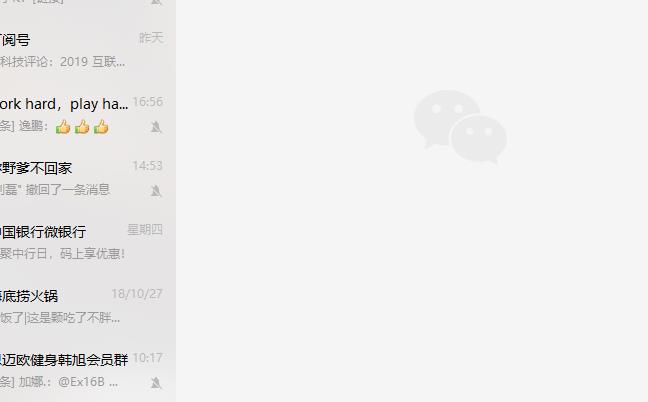 阅号
昨天
科技评论：2019 互联...
ork hard，play ha...
16:56
条] 逸鹏：👍👍👍
野爹不回家
14:53
磊" 撤回了一条消息
国银行微银行
星期四
聚中行日，码上享优惠!
底捞火锅
18/10/27
饭了|这是颗吃了不胖...
迈欧健身韩旭会员群
10:17
条] 加娜.：@Ex16B ...